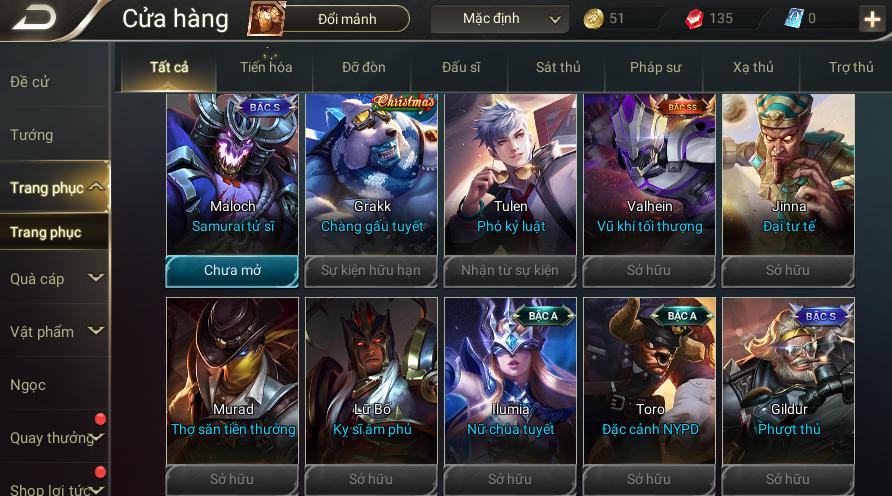 Cửa hàng
Đổi mảnh
Mặc định
51
135
0
Đề cử
Tướng
Trang phục
Trang phục
Quà cáp
Vật phẩm
Ngọc
Quay thưởng
Shop lợi tức
Tất cả
Tiến hóa
Đỡ đòn
Đấu sĩ
Sát thủ
Pháp sư
Xạ thủ
Trợ thủ
BẬC S
Maloch
Samurai tử sĩ
Chưa mở
Christmas
Grakk
Chàng gấu tuyết
Sự kiện hữu hạn
Tulen
Phó kỷ luật
Nhận từ sự kiện
BẬC SS
Valhein
Vũ khí tối thượng
Sở hữu
Jinna
Đại tư tế
Sở hữu
Murad
Thợ săn tiền thưởng
Sở hữu
Lữ Bố
Kỵ sĩ âm phủ
Sở hữu
BẬC A
Ilumia
Nữ chúa tuyết
Sở hữu
BẬC A
Toro
Đặc cảnh NYPD
Sở hữu
BẬC S
Gildur
Phượt thủ
Sở hữu